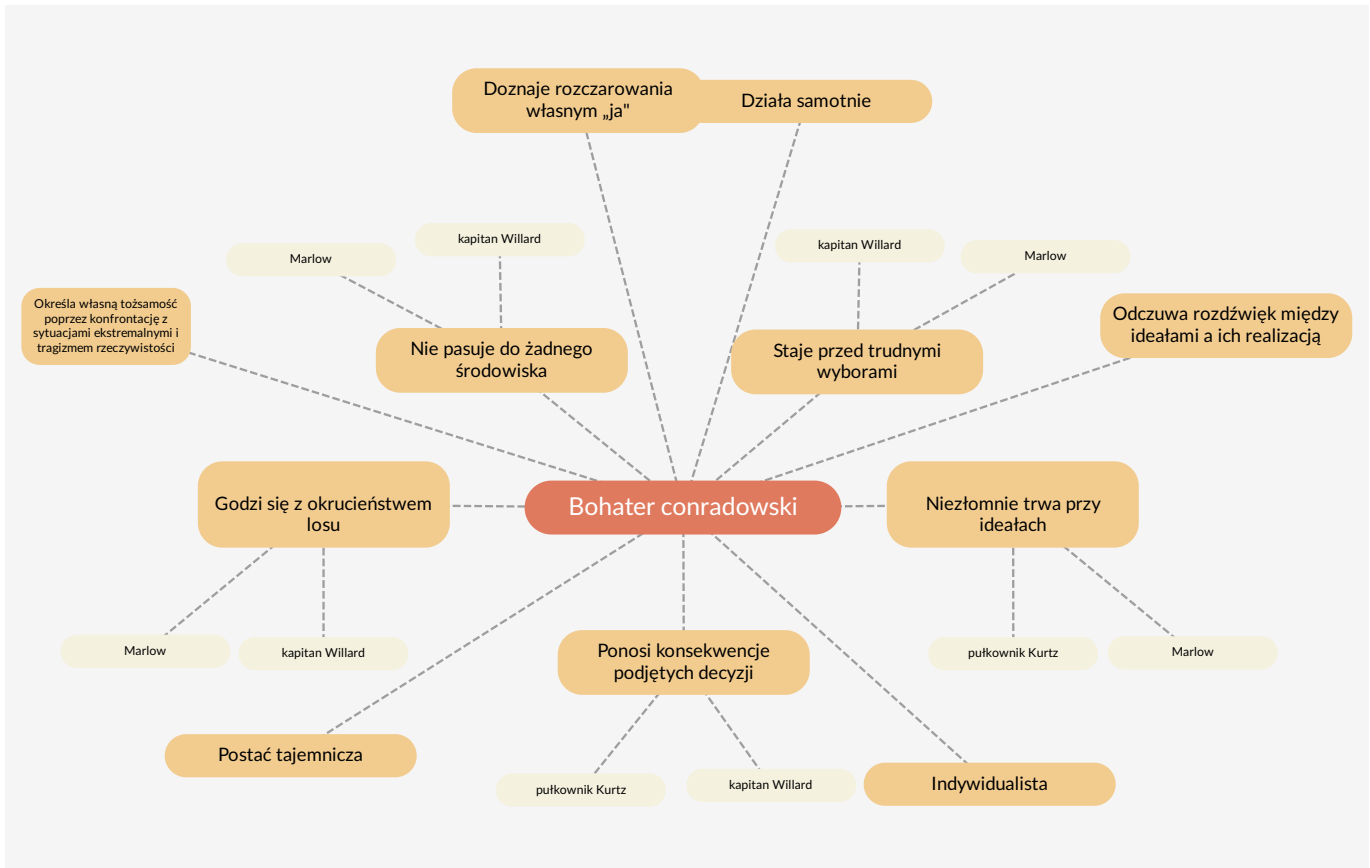 Doznaje rozczarowania
własnym „ja"
Działa samotnie
kapitan Willard
Marlow
kapitan Willard
Marlow
Określa własną tożsamość
poprzez konfrontację z
sytuacjami ekstremalnymi i
tragizmem rzeczywistości
Nie pasuje do żadnego
środowiska
Staje przed trudnymi
wyborami
Odczuwa rozdźwięk między
ideałami a ich realizacją
Godzi się z okrucieństwem
losu
Bohater conradowski
Niezłomnie trwa przy
ideałach
Marlow
kapitan Willard
Ponosi konsekwencje
podjętych decyzji
pułkownik Kurtz
Marlow
Postać tajemnicza
pułkownik Kurtz
kapitan Willard
Indywidualista